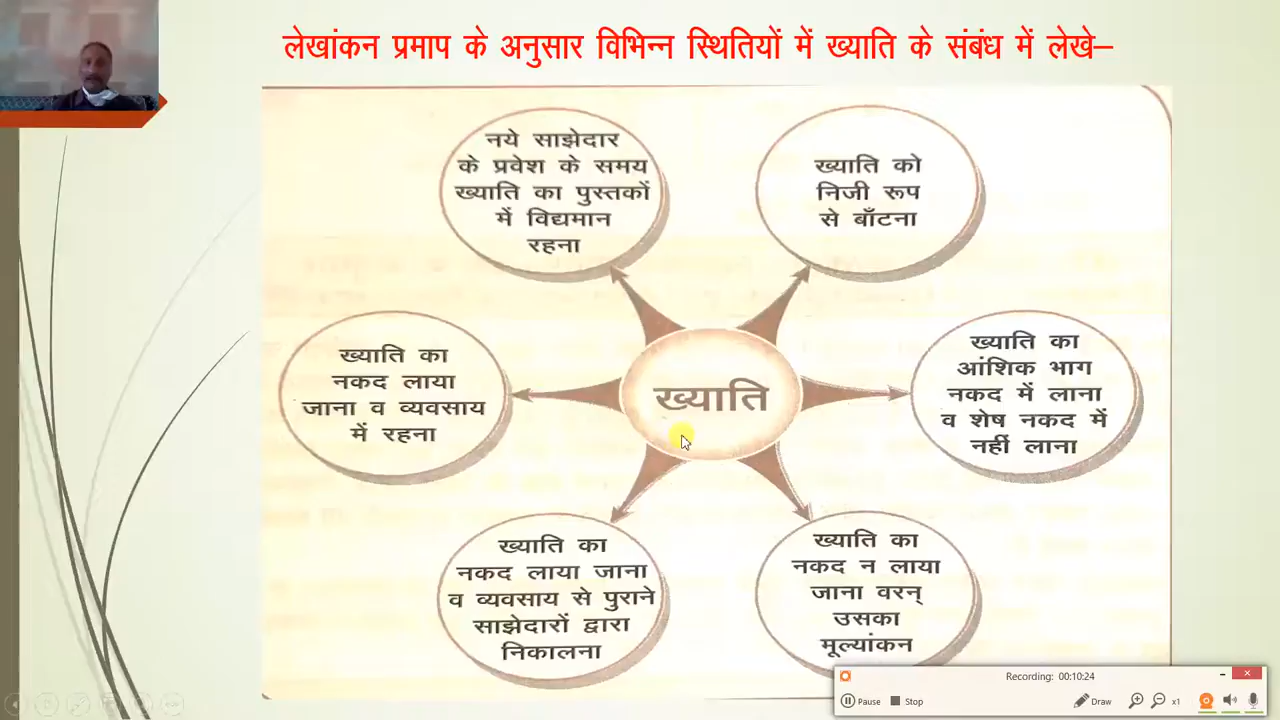 लेखांकन प्रमाप के अनुसार विभिन्न स्थितियों में ख्याति के संबंध में लेखे–
नये साझेदार
के प्रवेश के समय
ख्याति का पुस्तकों
में विद्यमान
रहना
ख्याति को
निजी रूप
से बाँटना
ख्याति का
नकद लाया
जाना व व्यवसाय
में रहना
ख्याति
ख्याति का
आंशिक भाग
नकद में लाना
व शेष नकद में
नहीं लाना
ख्याति का
नकद लाया जाना
व व्यवसाय से पुराने
साझेदारों द्वारा
निकालना
ख्याति का
नकद न लाया
जाना वरन्
उसका
मूल्यांकन
Recording: 00:10:24
Pause Stop Draw x1